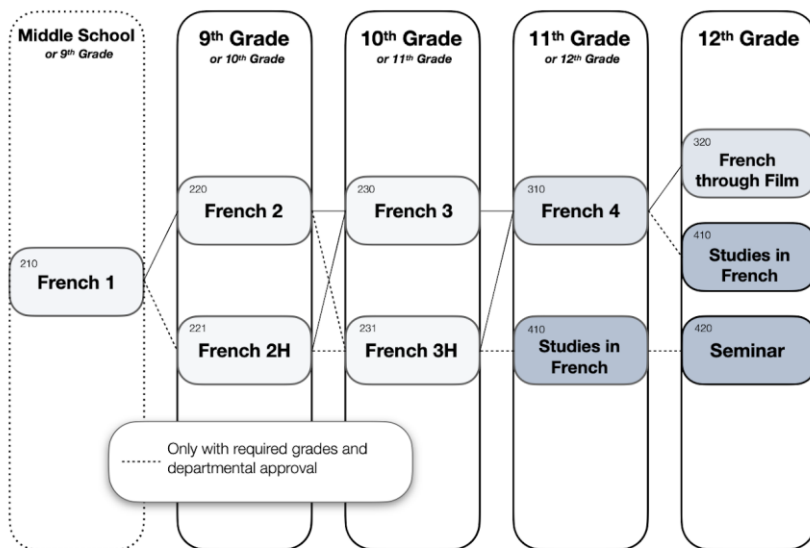 Middle School
or 9th Grade
9th Grade
or 10th Grade
10th Grade
or 11th Grade
11th Grade
or 12th Grade
12th Grade
210
French 1
220
French 2
221
French 2H
230
French 3
231
French 3H
310
French 4
410
Studies in
French
320
French
through Film
410
Studies in
French
420
Seminar
Only with required grades and
departmental approval